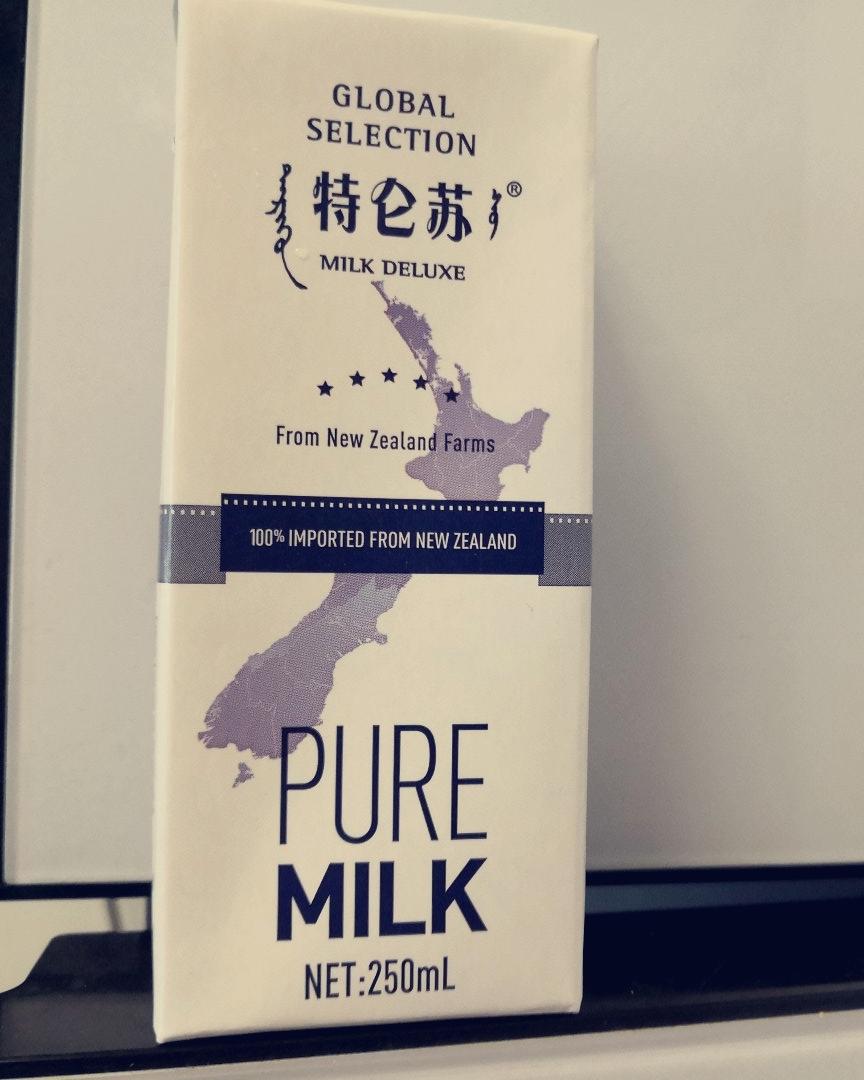 GLOBAL
SELECTION
特仑苏®
MILK DELUXE
From New Zealand Farms
100% IMPORTED FROM NEW ZEALAND
PURE
MILK
NET:250mL